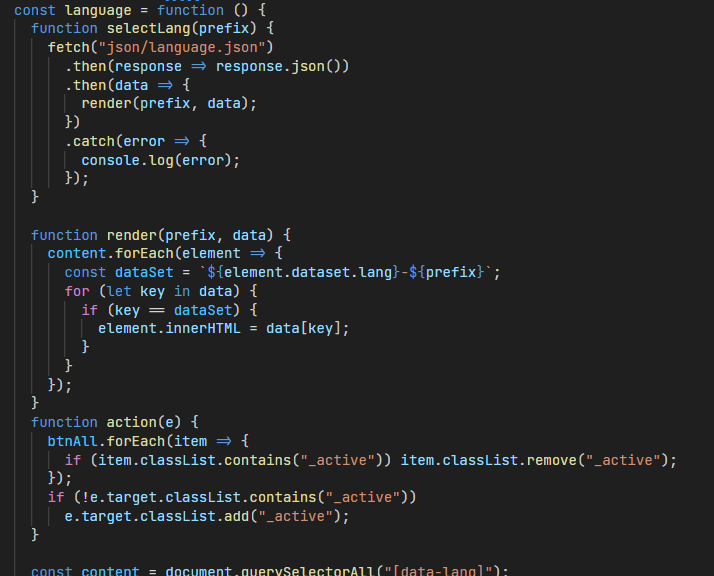 const language = function () {
function selectLang(prefix) {
fetch("json/language.json")
.then(response => response.json())
.then(data => {
render(prefix, data);
})
.catch(error => {
console.log(error);
});
}
function render(prefix, data) {
content.forEach(element => {
const dataSet = `${element.dataset.lang}-${prefix}`;
for (let key in data) {
if (key == dataSet) {
element.innerHTML = data[key];
}
}
});
}
function action(e) {
btnAll.forEach(item => {
if (item.classList.contains("_active")) item.classList.remove("_active");
});
if (!e.target.classList.contains("_active"))
e.target.classList.add("_active");
}
const content = document.querySelectorAll("[data-lang]");